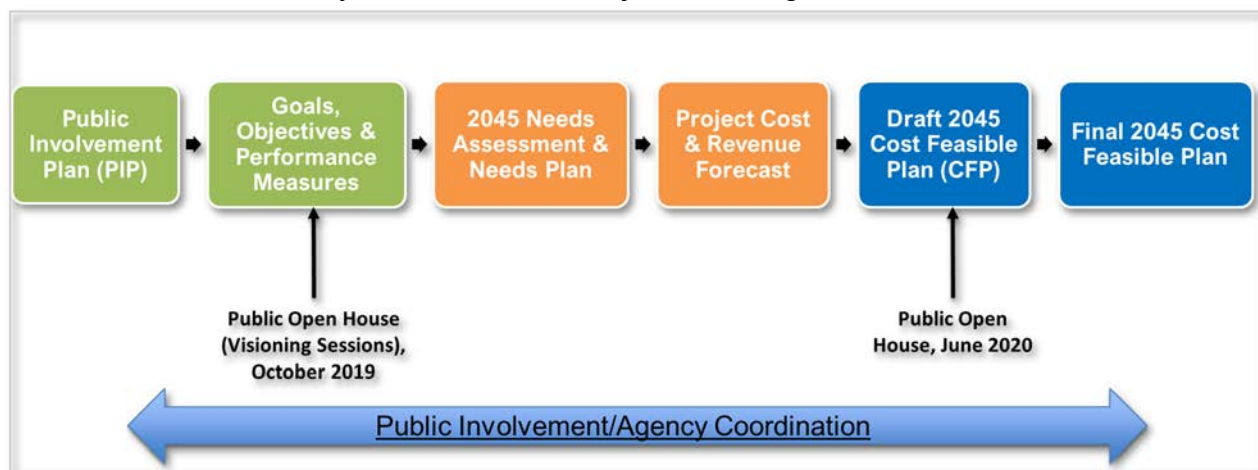 Public
Involvement
Plan (PIP)
Goals,
Objectives &
Performance
Measures
2045 Needs
Assessment &
Needs Plan
Project Cost
& Revenue
Forecast
Draft 2045
Cost Feasible
Plan (CFP)
Final 2045 Cost
Feasible Plan
Public Open House
(Visioning Sessions),
October 2019
Public Open
House, June 2020
Public Involvement/Agency Coordination